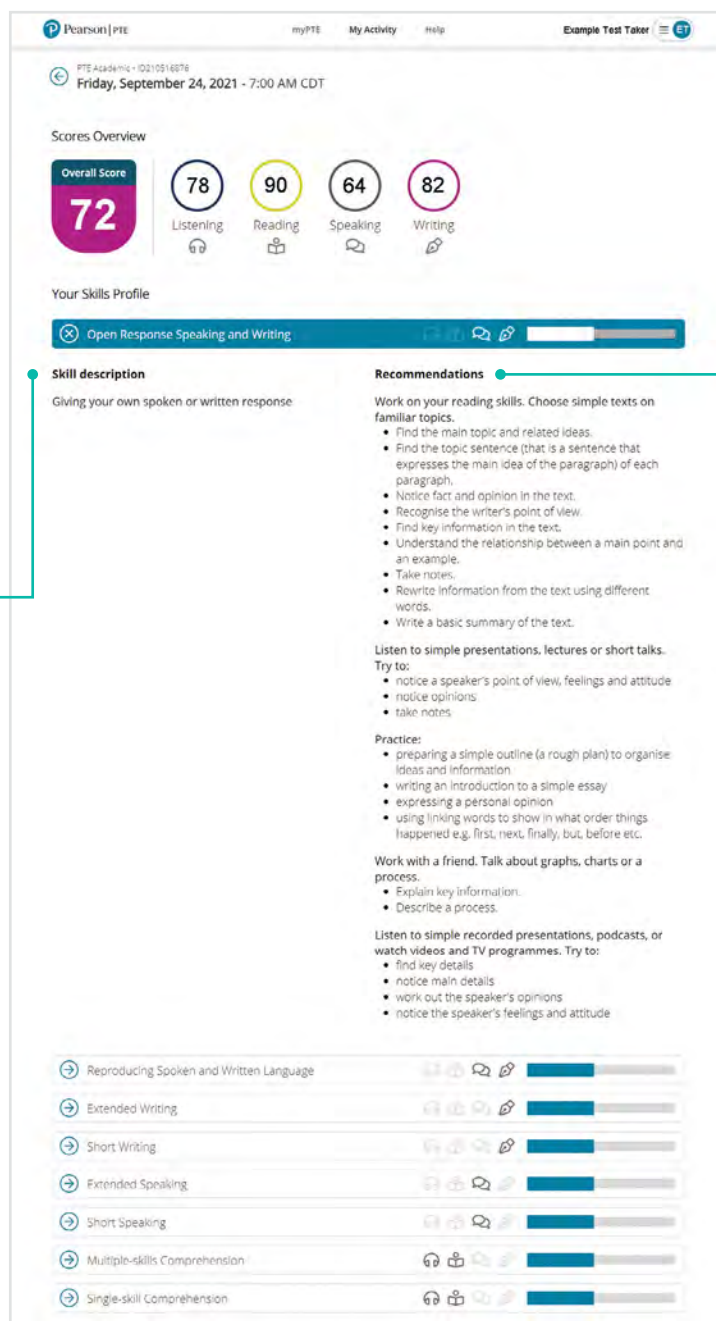 Pearson | PTE
myPTE
My Activity
Help
Example Test Taker
ET
PTE Academic - ID210516876
Friday, September 24, 2021 - 7:00 AM CDT
Scores Overview
Overall Score
72
78
Listening
90
Reading
64
Speaking
82
Writing
Your Skills Profile
Open Response Speaking and Writing
Skill description
Giving your own spoken or written response
Recommendations
Work on your reading skills. Choose simple texts on
familiar topics.
• Find the main topic and related ideas.
• Find the topic sentence (that is a sentence that
expresses the main idea of the paragraph) of each
paragraph.
• Notice fact and opinion in the text.
• Recognise the writer's point of view.
• Find key information in the text.
• Understand the relationship between a main point and
an example.
• Take notes.
• Rewrite information from the text using different
words.
• Write a basic summary of the text.
Listen to simple presentations, lectures or short talks.
Try to:
• notice a speaker's point of view, feelings and attitude
• notice opinions
• take notes
Practice:
• preparing a simple outline (a rough plan) to organise
ideas and information
• writing an introduction to a simple essay
• expressing a personal opinion
• using linking words to show in what order things
happened e.g. first, next, finally, but, before etc.
Work with a friend. Talk about graphs, charts or a
process.
• Explain key information.
• Describe a process.
Listen to simple recorded presentations, podcasts, or
watch videos and TV programmes. Try to:
• find key details
• notice main details
• work out the speaker's opinions
• notice the speaker's feelings and attitude
Reproducing Spoken and Written Language
Extended Writing
Short Writing
Extended Speaking
Short Speaking
Multiple-skills Comprehension
Single-skill Comprehension